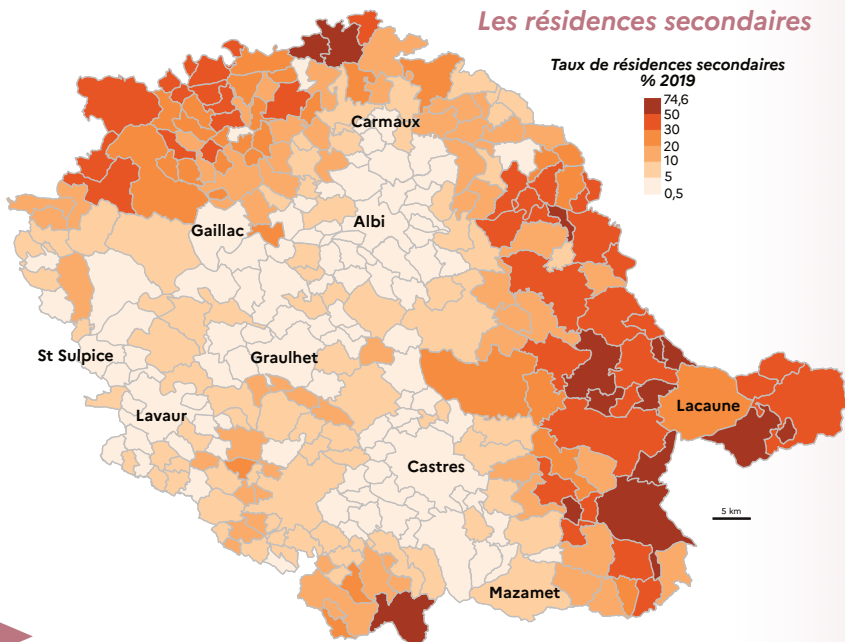 Les résidences secondaires
Taux de résidences secondaires
% 2019
74,6
50
30
20
10
5
0,5
Carmaux
Albi
Gaillac
St Sulpice
Graulhet
Lavaur
Lacaune
Castres
5 km
Mazamet